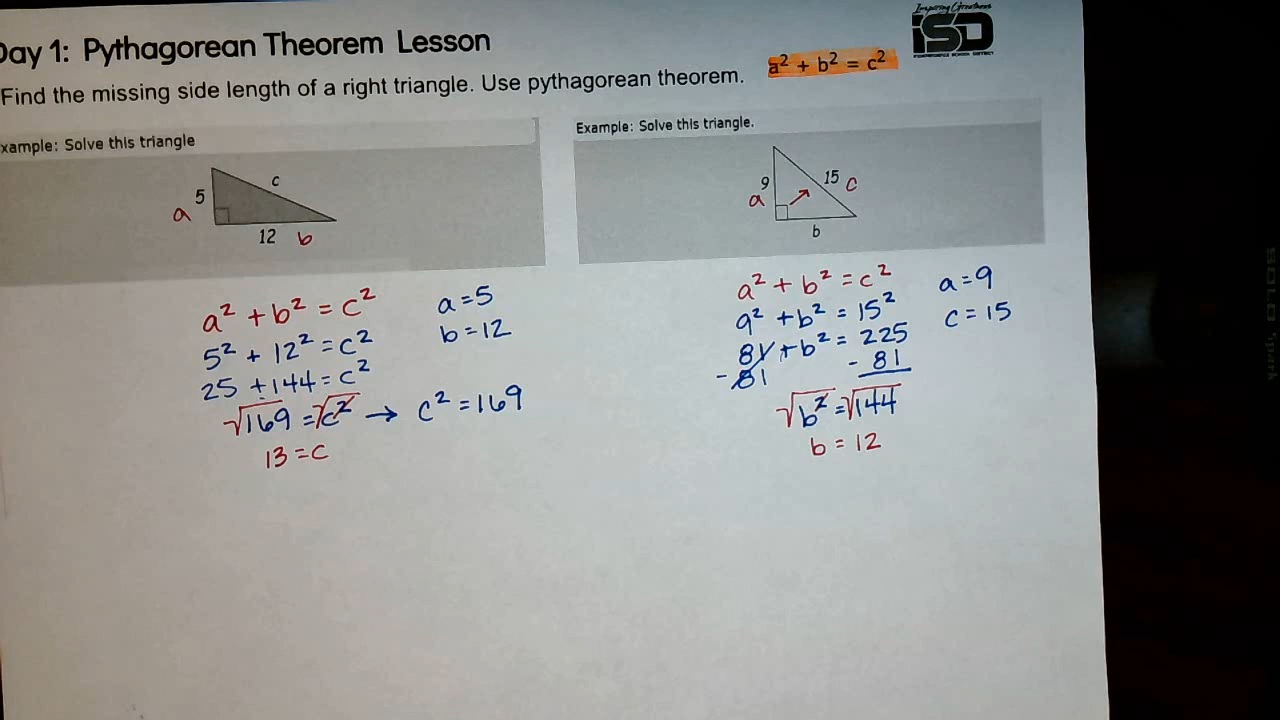 Day 1: Pythagorean Theorem Lesson
Inspiring Greatness
iSD
a² + b² = c²
Find the missing side length of a right triangle. Use pythagorean theorem.
xample: Solve this triangle
5
c
a
12 b
a² + b² = c²
a = 5
5² + 12² = c²
b = 12
25 + 144 = c²
√169 = √c² → c² = 169
13 = c
Example: Solve this triangle.
9
15 c
a
b
a² + b² = c²
a = 9
9² + b² = 15²
c = 15
81 + b² = 225
- 81 - 81
√b² = √144
b = 12